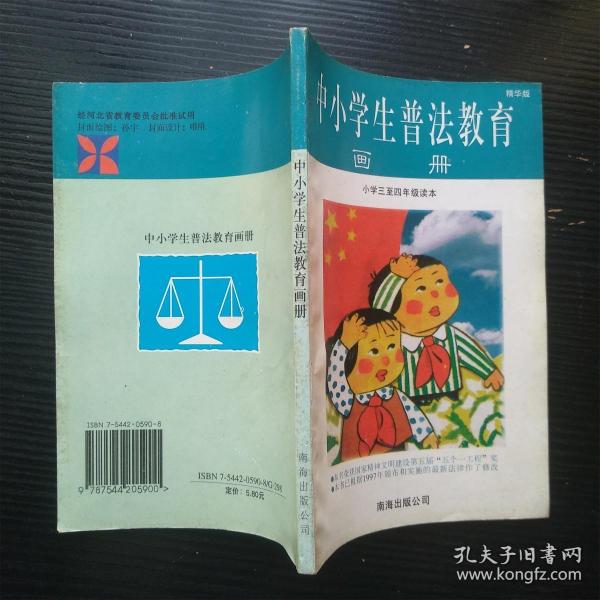 经河北省教育委员会批准试用
封面绘图：孙宇 封面设计：唯维
中小学生普法教育画册
ISBN 7-5442-0590-8
9 787544 205900 >
ISBN 7-5442-0590-8/G·291
定价：5.80元
中小学生普法教育画册
南海出版公司
精华版
中小学生普法教育
画册
小学三至四年级读本
●本书荣获国家精神文明建设第五届“五个一工程”奖
●本书已根据1997年颁布和实施的最新法律作了修改
南海出版公司
孔夫子旧书网
www.kongfz.com